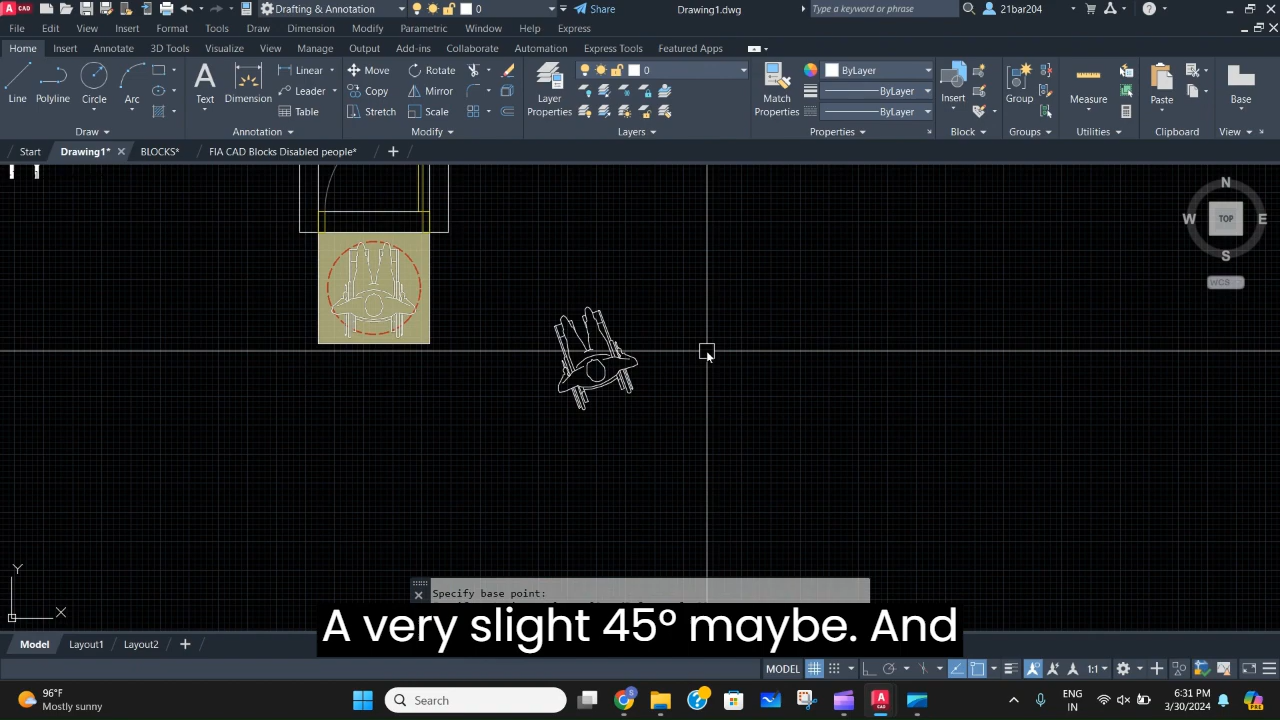 CAD
Drafting & Annotation
0
Share
Drawing1.dwg
Type a keyword or phrase
21bar204
File Edit View Insert Format Tools Draw Dimension Modify Parametric Window Help Express
Home Insert Annotate 3D Tools Visualize View Manage Output Add-ins Collaborate Automation Express Tools Featured Apps
Linear Move Rotate 0 ByLayer
Leader Copy Mirror ByLayer
Line Polyline Circle Arc Text Dimension Table Stretch Scale Layer Properties Match Properties ByLayer Insert Group Measure Paste Base
Draw Annotation Modify Layers Properties Block Groups Utilities Clipboard View
Start Drawing1* BLOCKS* FIA CAD Blocks Disabled people*
N
W TOP E
S
WCS
Y
X
Specify base point:
A very slight 45° maybe. And
Model Layout1 Layout2 MODEL 1:1
96°F
Mostly sunny
Search
ENG
IN
6:31 PM
3/30/2024